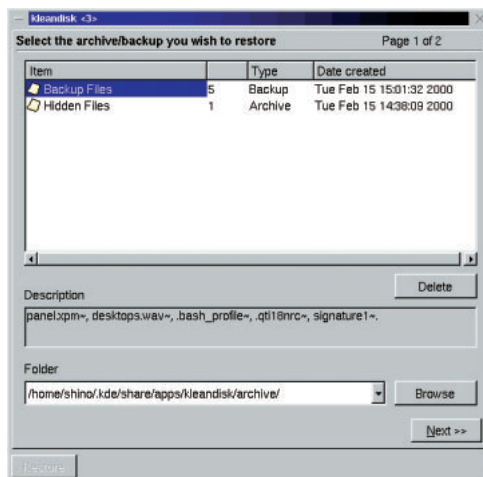 kleandisk <3>
Select the archive/backup you wish to restore Page 1 of 2
Item Type Date created
Backup Files 5 Backup Tue Feb 15 15:01:32 2000
Hidden Files 1 Archive Tue Feb 15 14:38:09 2000
Delete
Description
panel.xpm~, desktops.wav~, .bash_profile~, .qti18nrc~, signature1~.
Folder
/home/shino/.kde/share/apps/kleandisk/archive/ Browse
Next >>
Restore